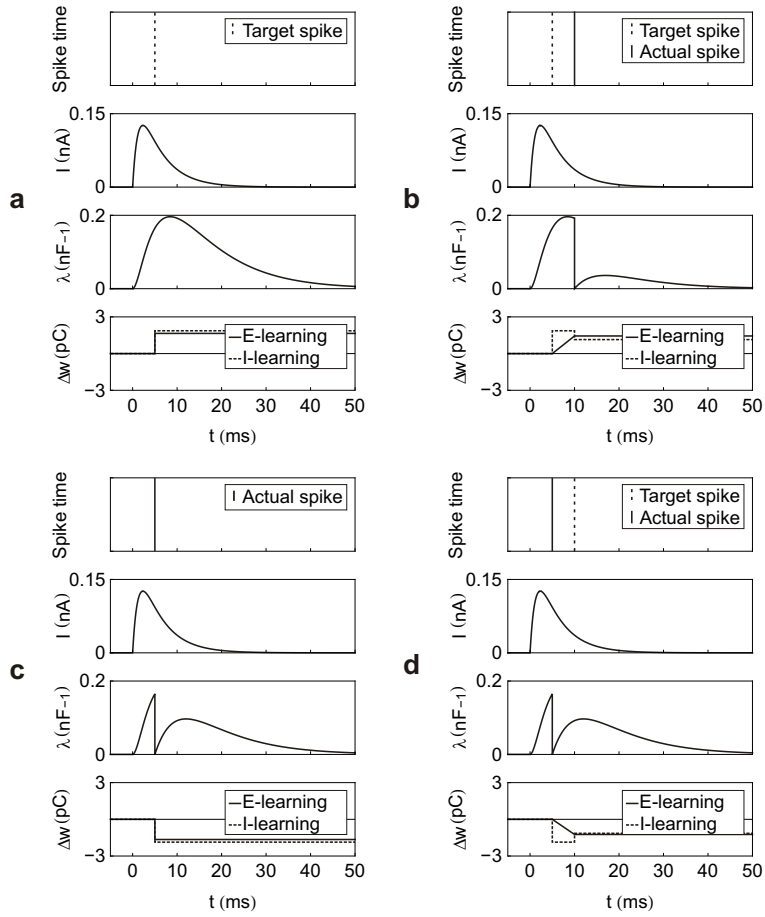 a
Spike time
Target spike
I (nA)
0.15
0
λ(nF−1)
0.2
0
Δw(pC)
3
−3
E-learning
I-learning
0 10 20 30 40 50
t (ms)
b
Spike time
Target spike
Actual spike
I (nA)
0.15
0
λ(nF−1)
0.2
0
Δw(pC)
3
−3
E-learning
I-learning
0 10 20 30 40 50
t (ms)
c
Spike time
Actual spike
I (nA)
0.15
0
λ(nF−1)
0.2
0
Δw(pC)
3
−3
E-learning
I-learning
0 10 20 30 40 50
t (ms)
d
Spike time
Target spike
Actual spike
I (nA)
0.15
0
λ(nF−1)
0.2
0
Δw(pC)
3
−3
E-learning
I-learning
0 10 20 30 40 50
t (ms)